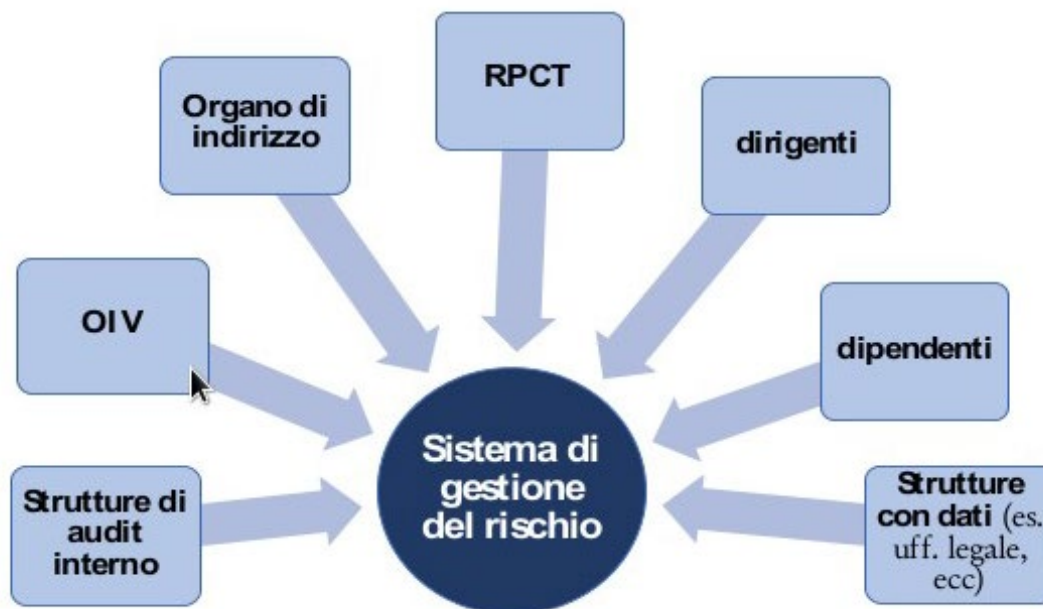 RPCT
Organo di
indirizzo
dirigenti
OIV
dipendenti
Sistema di
gestione
del rischio
Strutture di
audit
interno
Strutture
con dati (es.
uff. legale,
ecc)